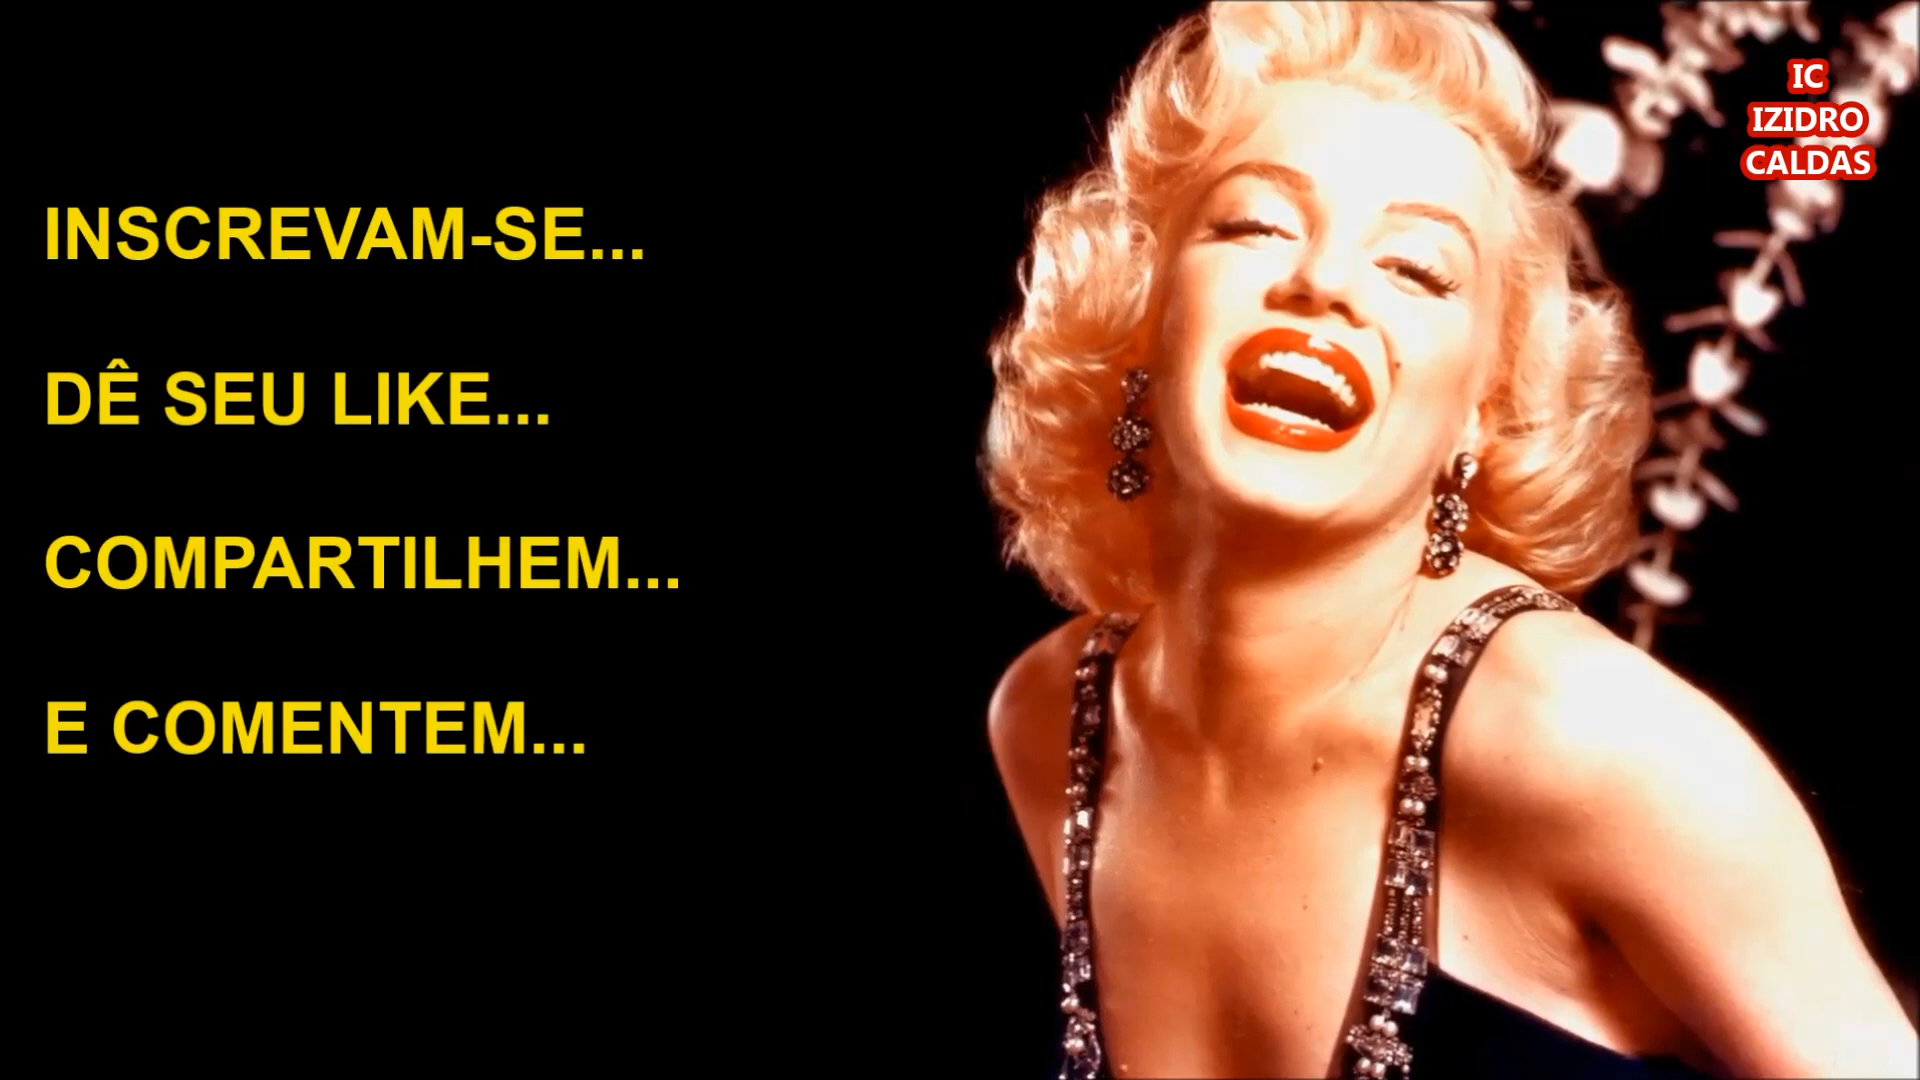 INSCREVAM-SE...
DÊ SEU LIKE...
COMPARTILHEM...
E COMENTEM...
IC
IZIDRO
CALDAS